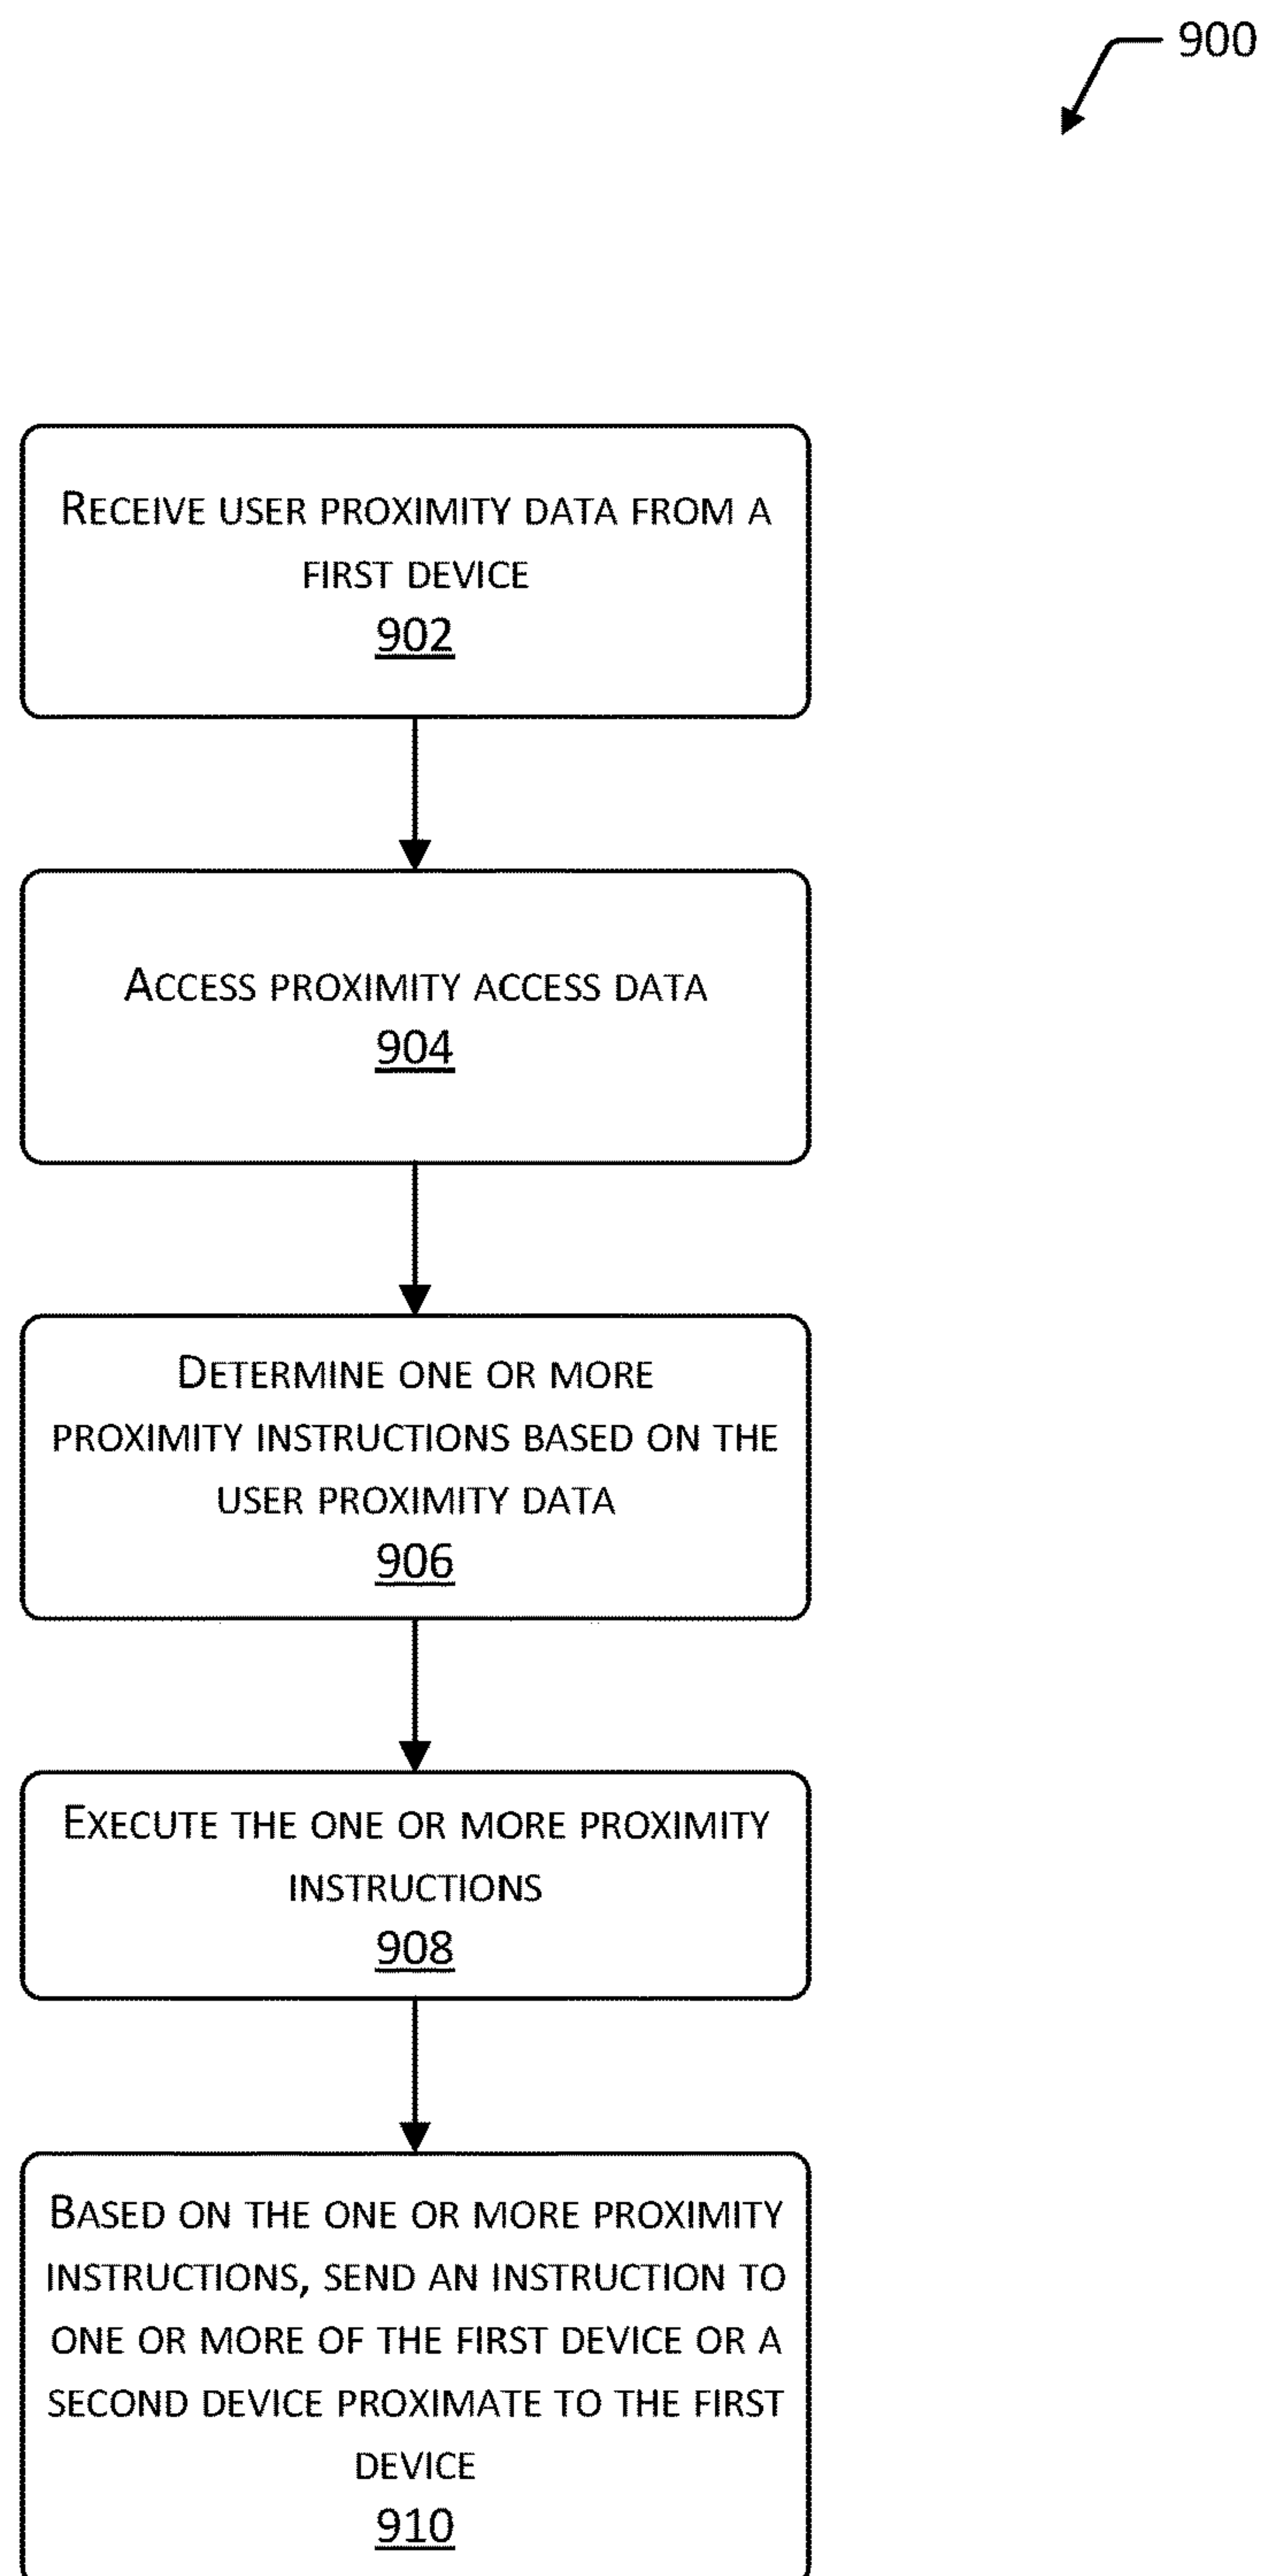 900
RECEIVE USER PROXIMITY DATA FROM A
FIRST DEVICE
902
ACCESS PROXIMITY ACCESS DATA
904
DETERMINE ONE OR MORE
PROXIMITY INSTRUCTIONS BASED ON THE
USER PROXIMITY DATA
906
EXECUTE THE ONE OR MORE PROXIMITY
INSTRUCTIONS
908
BASED ON THE ONE OR MORE PROXIMITY
INSTRUCTIONS, SEND AN INSTRUCTION TO
ONE OR MORE OF THE FIRST DEVICE OR A
SECOND DEVICE PROXIMATE TO THE FIRST
DEVICE
910